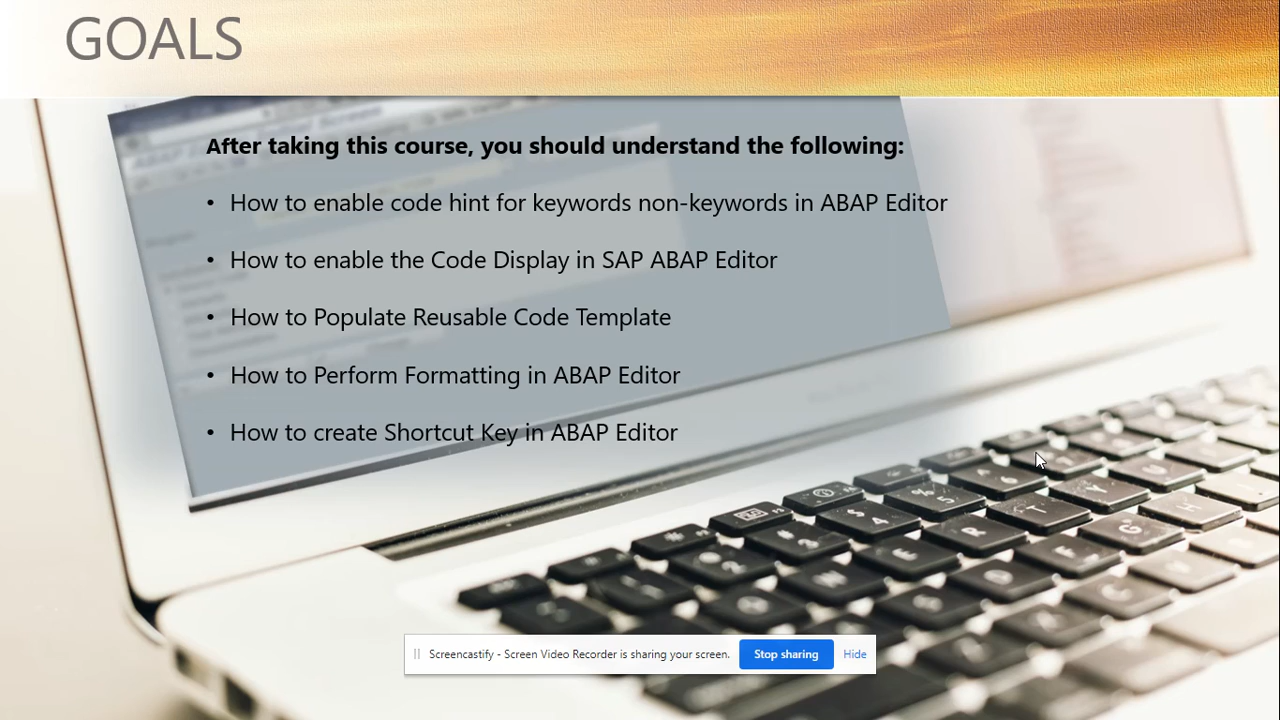 GOALS
After taking this course, you should understand the following:
• How to enable code hint for keywords non-keywords in ABAP Editor
• How to enable the Code Display in SAP ABAP Editor
• How to Populate Reusable Code Template
• How to Perform Formatting in ABAP Editor
• How to create Shortcut Key in ABAP Editor
Screencastify - Screen Video Recorder is sharing your screen. Stop sharing Hide